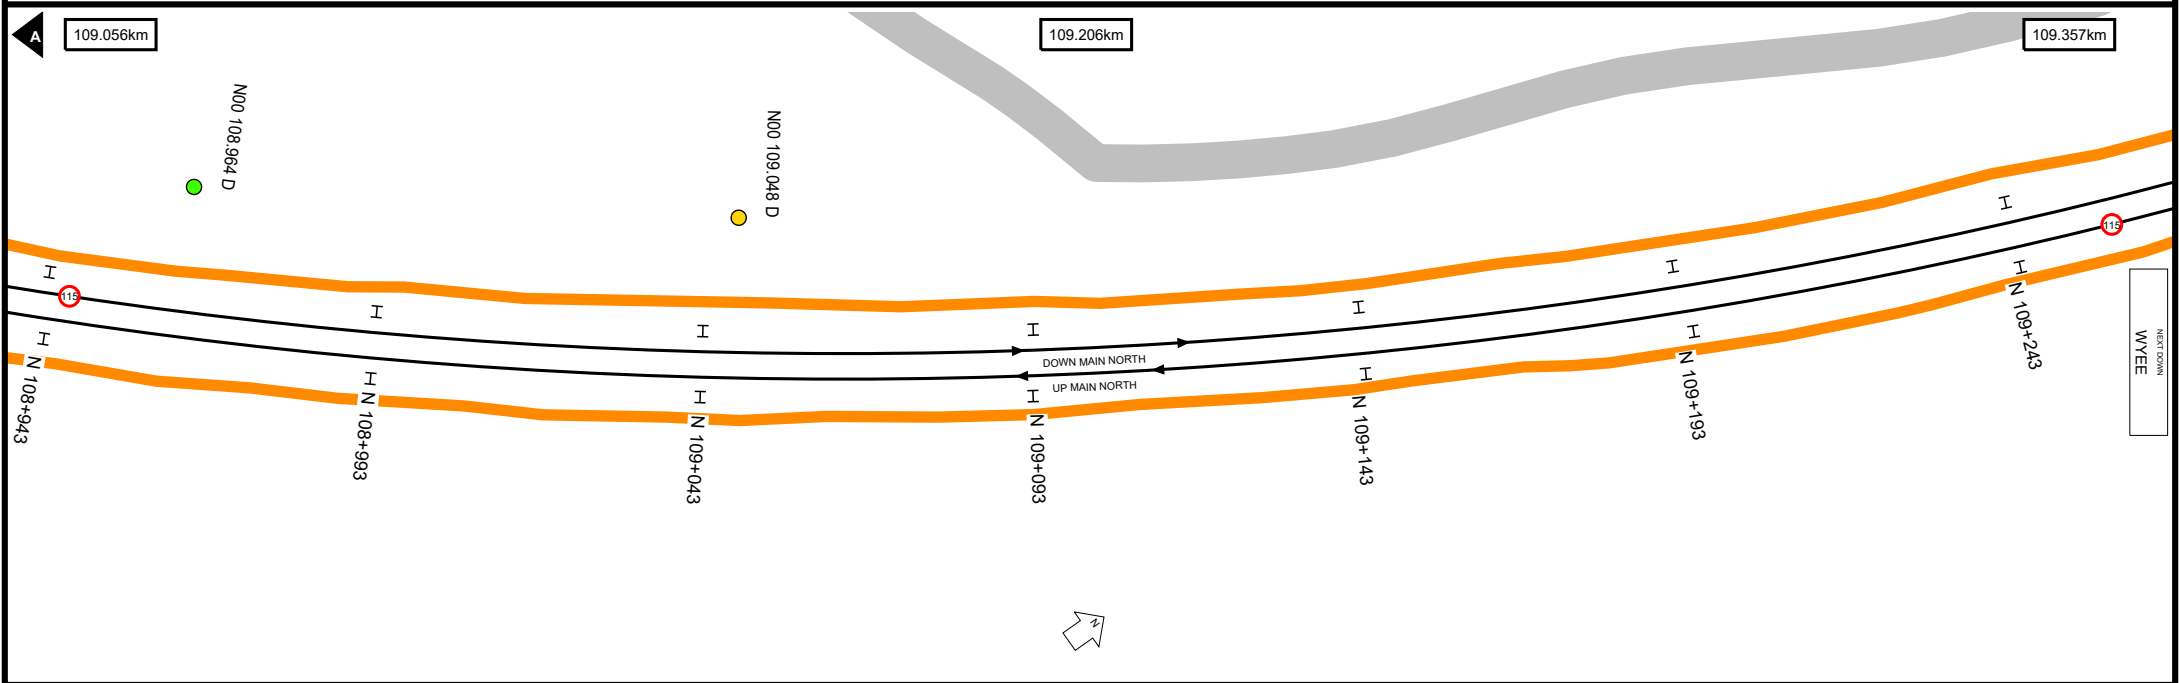 A
109.056km
109.206km
109.357km
N00 108.964 D
N00 109.048 D
115
115
DOWN MAIN NORTH
UP MAIN NORTH
H
H
H
H
H
H
H
H
H
H
H
H
H
H
N 108+943
N 108+993
N 109+043
N 109+093
N 109+143
N 109+193
N 109+243
NEXT DOWN
WYEE
N